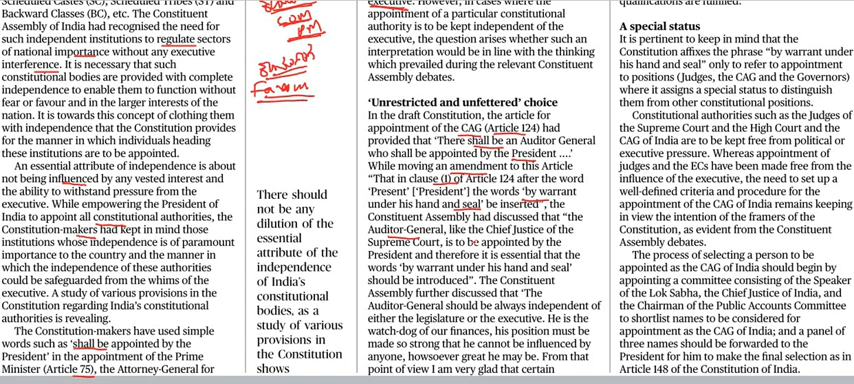 Scheduled Castes (SC), Scheduled Tribes (ST) and
Backward Classes (BC), etc. The Constituent
Assembly of India had recognised the need for
such independent institutions to regulate sectors
of national importance without any executive
interference. It is necessary that such
constitutional bodies are provided with complete
independence to enable them to function without
fear or favour and in the larger interests of the
nation. It is towards this concept of clothing them
with independence that the Constitution provides
for the manner in which individuals heading
these institutions are to be appointed.
An essential attribute of independence is about
not being influenced by any vested interest and
the ability to withstand pressure from the
executive. While empowering the President of
India to appoint all constitutional authorities, the
Constitution-makers had kept in mind those
institutions whose independence is of paramount
importance to the country and the manner in
which the independence of these authorities
could be safeguarded from the whims of the
executive. A study of various provisions in the
Constitution regarding India's constitutional
authorities is revealing.
The Constitution-makers have used simple
words such as 'shall be appointed by the
President' in the appointment of the Prime
Minister (Article 75), the Attorney-General for
PM
There should
not be any
dilution of the
essential
attribute of the
independence
of India's
constitutional
bodies, as a
study of various
provisions in
the Constitution
shows
executive. However, in cases where the
appointment of a particular constitutional
authority is to be kept independent of the
executive, the question arises whether such an
interpretation would be in line with the thinking
which prevailed during the relevant Constituent
Assembly debates.
'Unrestricted and unfettered' choice
In the draft Constitution, the article for
appointment of the CAG (Article 124) had
provided that 'There shall be an Auditor General
who shall be appointed by the President ....'
While moving an amendment to this Article
"That in clause (1) of Article 124 after the word
'Present' ['President'] the words 'by warrant
under his hand and seal' be inserted", the
Constituent Assembly had discussed that "the
Auditor-General, like the Chief Justice of the
Supreme Court, is to be appointed by the
President and therefore it is essential that the
words 'by warrant under his hand and seal'
should be introduced". The Constituent
Assembly further discussed that 'The
Auditor-General should be always independent of
either the legislature or the executive. He is the
watch-dog of our finances, his position must be
made so strong that he cannot be influenced by
anyone, howsoever great he may be. From that
point of view I am very glad that certain
qualifications are fulfilled.
A special status
It is pertinent to keep in mind that the
Constitution affixes the phrase "by warrant under
his hand and seal" only to refer to appointment
to positions (Judges, the CAG and the Governors)
where it assigns a special status to distinguish
them from other constitutional positions.
Constitutional authorities such as the Judges of
the Supreme Court and the High Court and the
CAG of India are to be kept free from political or
executive pressure. Whereas appointment of
judges and the ECs have been made free from the
influence of the executive, the need to set up a
well-defined criteria and procedure for the
appointment of the CAG of India remains keeping
in view the intention of the framers of the
Constitution, as evident from the Constituent
Assembly debates.
The process of selecting a person to be
appointed as the CAG of India should begin by
appointing a committee consisting of the Speaker
of the Lok Sabha, the Chief Justice of India, and
the Chairman of the Public Accounts Committee
to shortlist names to be considered for
appointment as the CAG of India; and a panel of
three names should be forwarded to the
President for him to make the final selection as in
Article 148 of the Constitution of India.